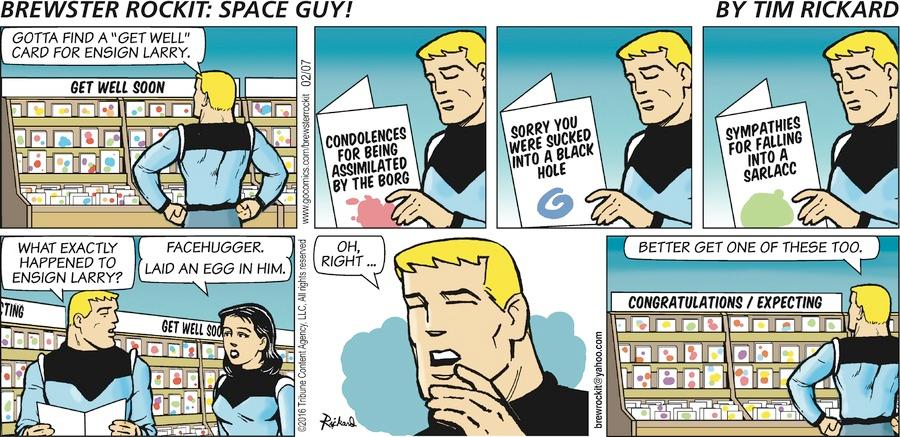 BREWSTER ROCKIT: SPACE GUY!
BY TIM RICKARD
GOTTA FIND A "GET WELL"
CARD FOR ENSIGN LARRY.
GET WELL SOON
www.gocomics.com/brewsterrockit 02/07
CONDOLENCES
FOR BEING
ASSIMILATED
BY THE BORG
SORRY YOU
WERE SUCKED
INTO A BLACK
HOLE
SYMPATHIES
FOR FALLING
INTO A
SARLACC
WHAT EXACTLY
HAPPENED TO
ENSIGN LARRY?
FACEHUGGER.
LAID AN EGG IN HIM.
CTING
GET WELL SOO
©2016 Tribune Content Agency, LLC. All rights reserved
OH,
RIGHT ...
Rickard
BETTER GET ONE OF THESE TOO.
CONGRATULATIONS / EXPECTING
brewrockit@yahoo.com